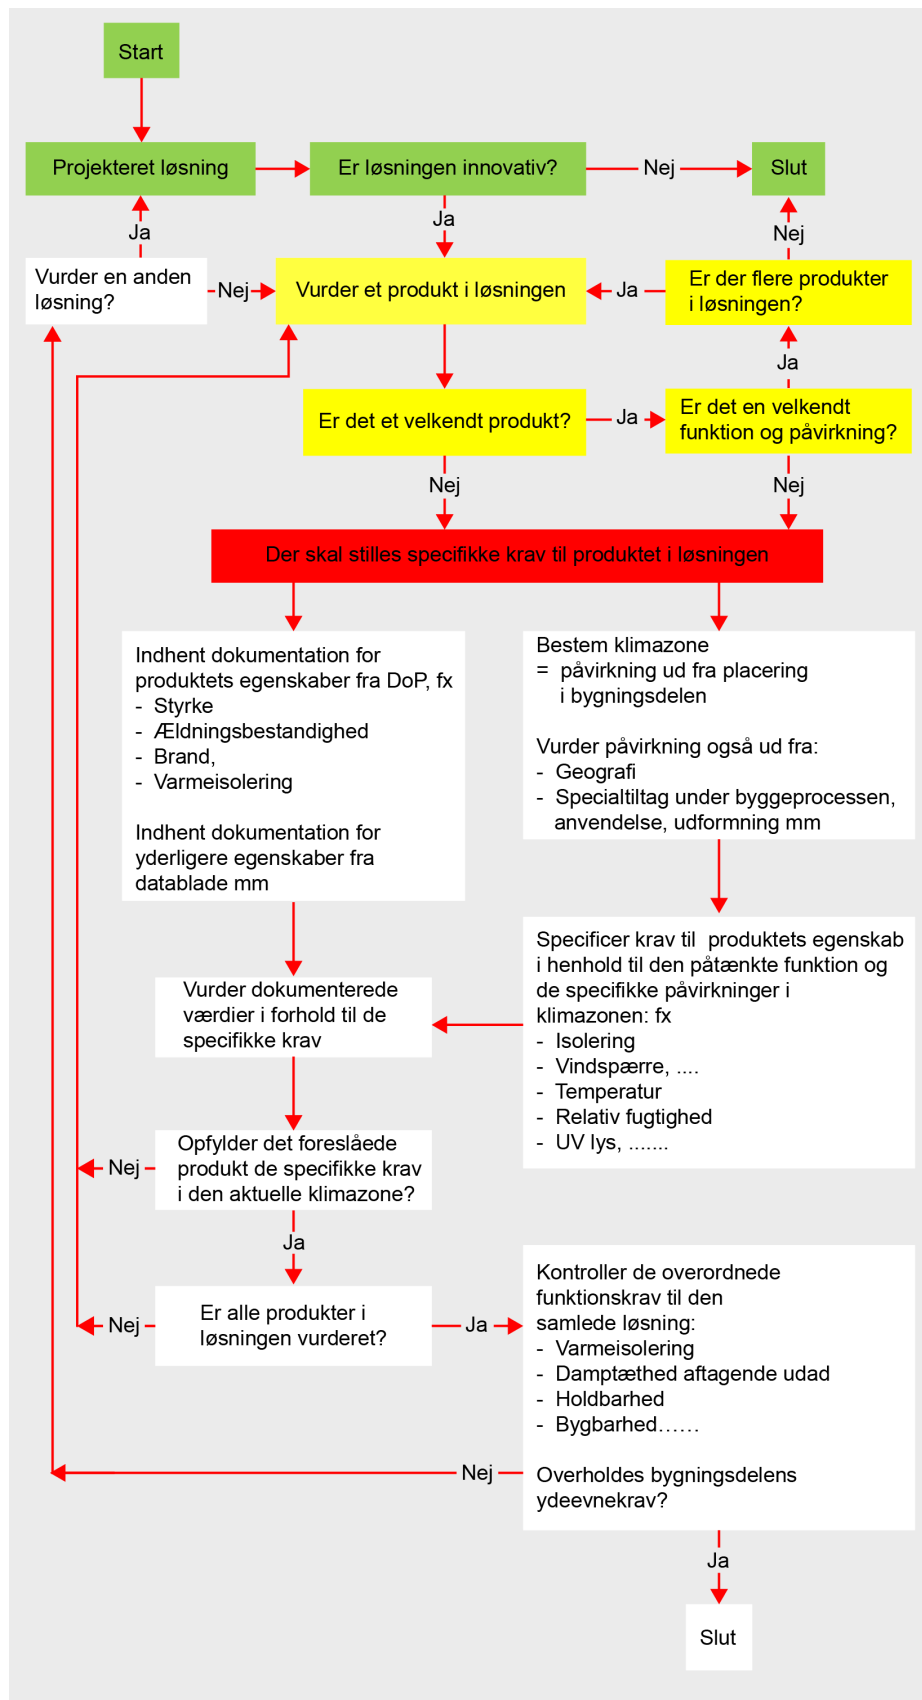 Start
Projekteret løsning
Er løsningen innovativ?
Nej
Slut
Ja
Ja
Nej
Vurder en anden
løsning?
Nej
Vurder et produkt i løsningen
Ja
Er der flere produkter
i løsningen?
Ja
Er det et velkendt produkt?
Ja
Er det en velkendt
funktion og påvirkning?
Nej
Nej
Der skal stilles specifikke krav til produktet i løsningen
Indhent dokumentation for
produktets egenskaber fra DoP, fx
- Styrke
- Ældningsbestandighed
- Brand,
- Varmeisolering
Indhent dokumentation for
yderligere egenskaber fra
datablade mm
Bestem klimazone
= påvirkning ud fra placering
i bygningsdelen
Vurder påvirkning også ud fra:
- Geografi
- Specialtiltag under byggeprocessen,
anvendelse, udformning mm
Specificer krav til produktets egenskab
i henhold til den påtænkte funktion og
de specifikke påvirkninger i
klimazonen: fx
- Isolering
- Vindspærre, ....
- Temperatur
- Relativ fugtighed
- UV lys, .......
Vurder dokumenterede
værdier i forhold til de
specifikke krav
Opfylder det foreslåede
produkt de specifikke krav
i den aktuelle klimazone?
Nej
Ja
Er alle produkter i
løsningen vurderet?
Nej
Ja
Kontroller de overordnede
funktionskrav til den
samlede løsning:
- Varmeisolering
- Damptæthed aftagende udad
- Holdbarhed
- Bygbarhed……
Overholdes bygningsdelens
ydeevnekrav?
Nej
Ja
Slut